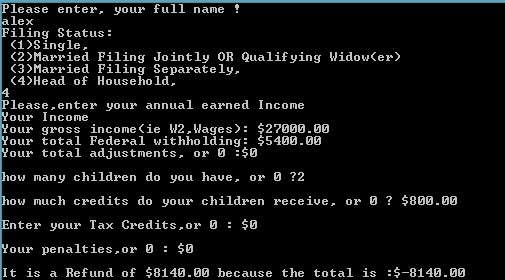 Please enter, your full name !
alex
Filing Status:
(1)Single,
(2)Married Filing Jointly OR Qualifying Widow(er)
(3)Married Filing Separately,
(4)Head of Household,
4
Please,enter your annual earned Income
Your Income
Your gross income(ie W2,Wages): $27000.00
Your total Federal withholding: $5400.00
Your total adjustments, or 0 :$0
how many children do you have, or 0 ?2
how much credits do your children receive, or 0 ? $800.00
Enter your Tax Credits,or 0 : $0
Your penalties,or 0 : $0
It is a Refund of $8140.00 because the total is :$-8140.00